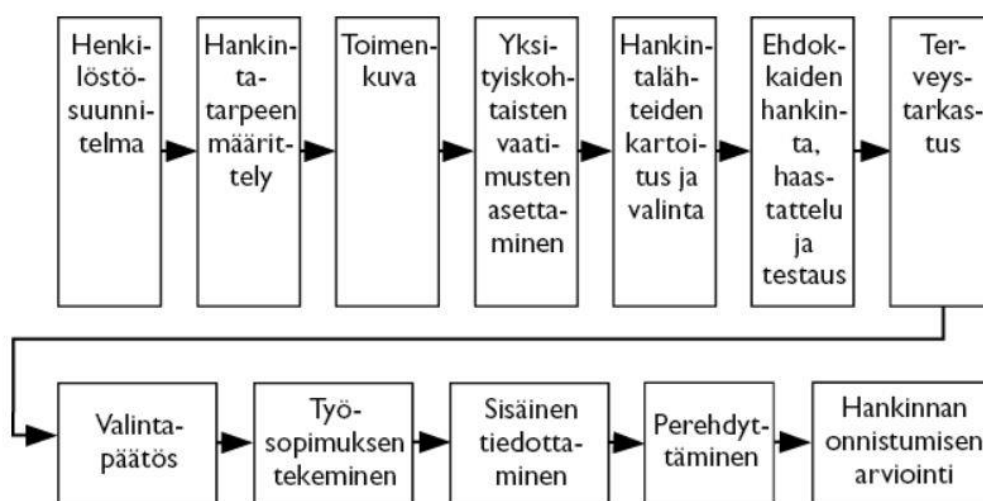 Henki-
löstö-
suunni-
telma
Hankin-
ta-
tarpeen
määrit-
tely
Toimen-
kuva
Yksi-
tyiskoh-
taisten
vaati-
musten
asetta-
minen
Hankin-
taläh-
teiden
kartoi-
tus ja
valinta
Ehdok-
kaiden
hankin-
ta,
haas-
tattelu
ja
testaus
Ter-
veys-
tarkas-
tus
Valinta-
päätös
Työ-
sopimuksen
tekeminen
Sisäinen
tiedotta-
minen
Perehdyt-
täminen
Hankinnan
onnistumisen
arviointi